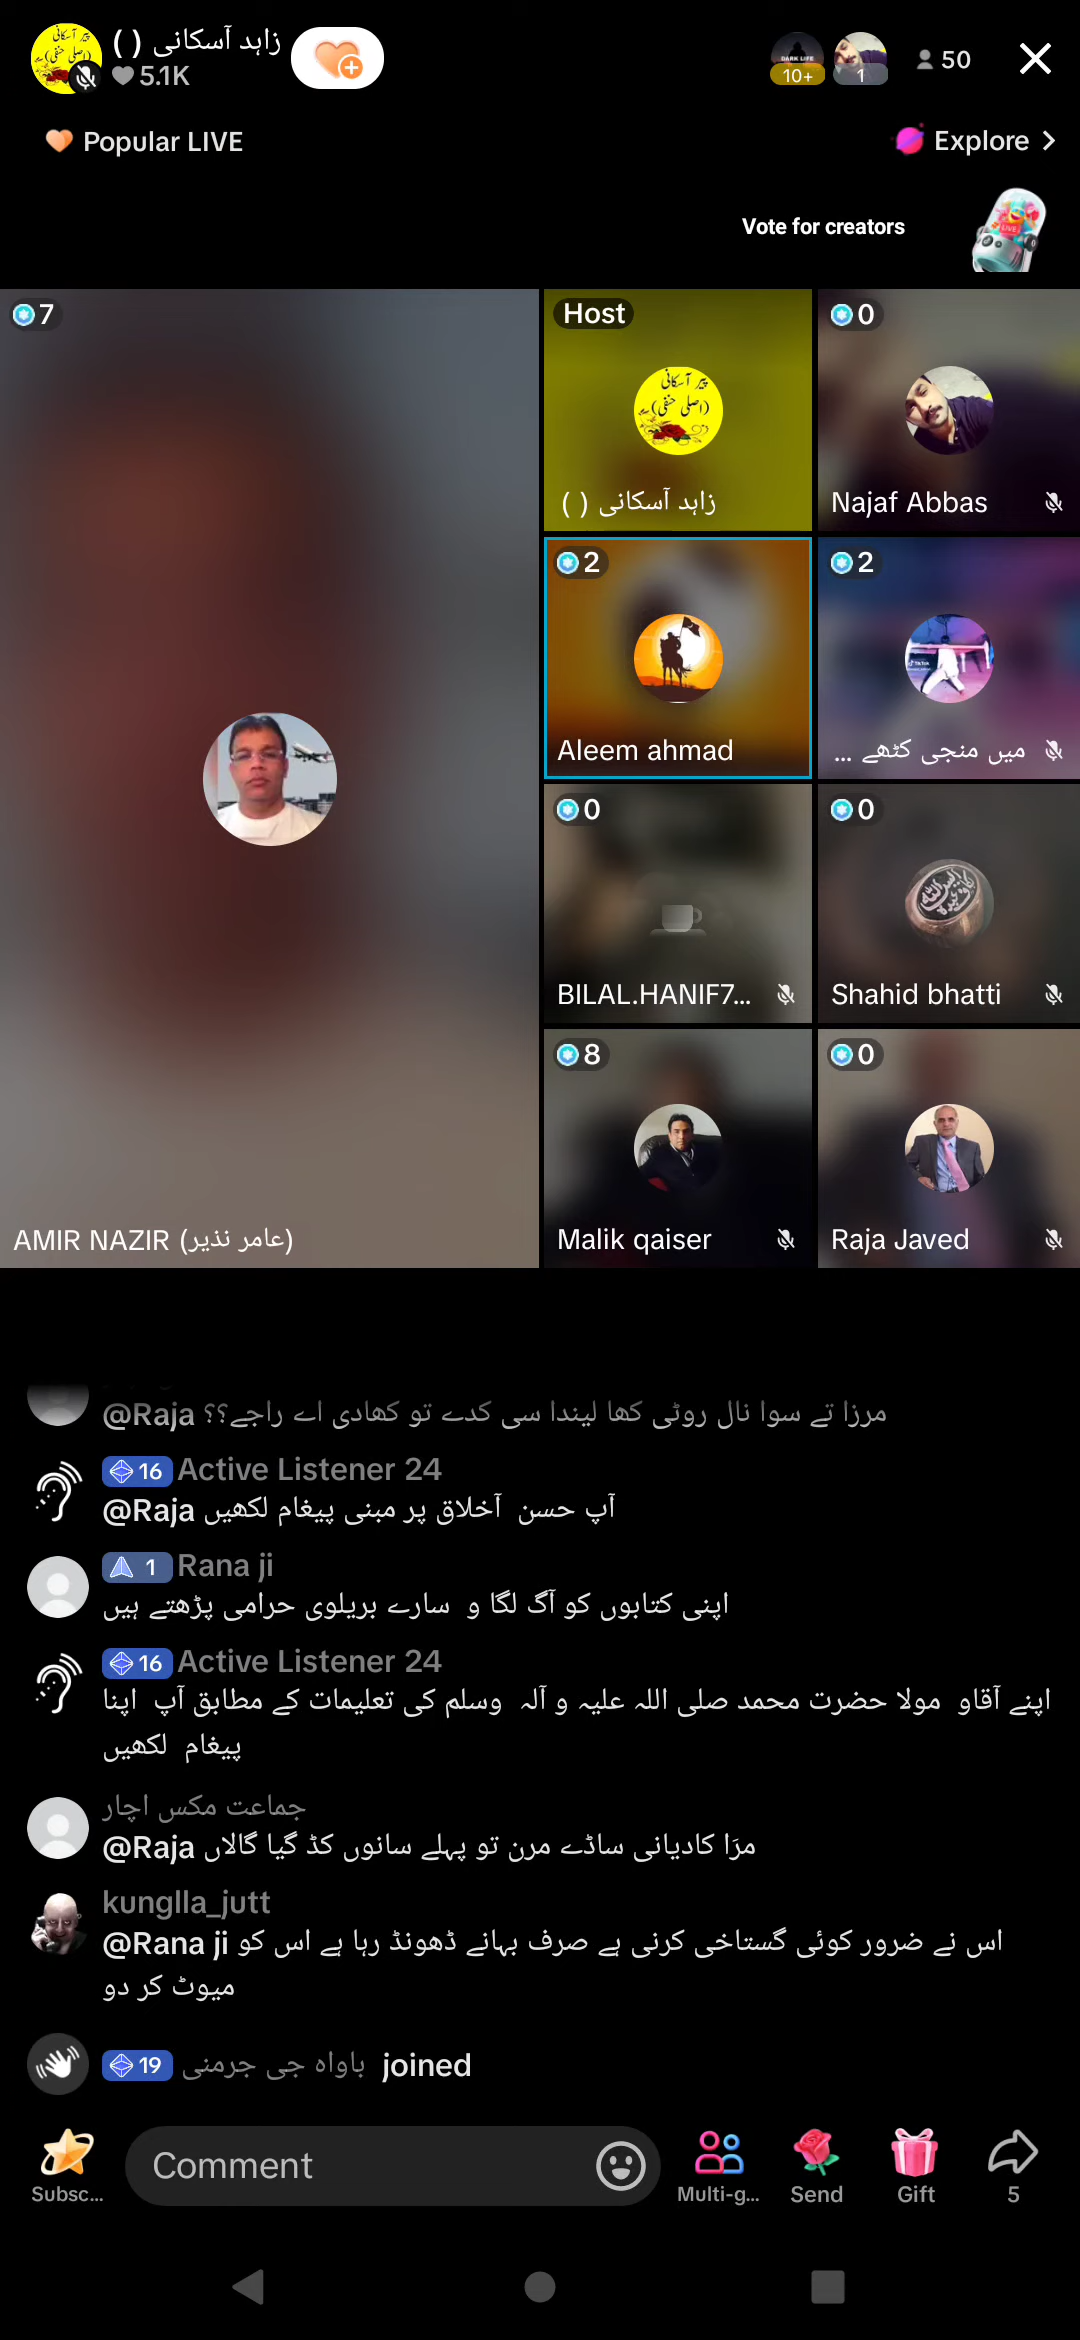 زاہد آسکانی ( )
5.1K
10+
1
50
Popular LIVE
Explore
Vote for creators
7
Host
پیر آسکانی
(اصلی حنفی)
زاہد آسکانی ( )
0
Najaf Abbas
2
Aleem ahmad
2
میں منجی کٹھے ...
0
BILAL.HANIF7...
0
Shahid bhatti
8
Malik qaiser
0
Raja Javed
AMIR NAZIR (عامر نذیر)
@Raja مرزا تے سوا نال روٹی کھا لیندا سی کدے تو کھادی اے راجے؟؟
16 Active Listener 24
@Raja آپ حسن آخلاق پر مبنی پیغام لکھیں
1 Rana ji
اپنی کتابوں کو آگ لگا و سارے بریلوی حرامی پڑھتے ہیں
16 Active Listener 24
اپنے آقاو مولا حضرت محمد صلی اللہ علیہ و آلہ وسلم کی تعلیمات کے مطابق آپ اپنا
پیغام لکھیں
جماعت مکس اچار
@Raja مرَا کادیانی ساڈے مرن تو پہلے سانوں کڈ گیا گالاں
kunglla_jutt
@Rana ji اس نے ضرور کوئی گستاخی کرنی ہے صرف بہانے ڈھونڈ رہا ہے اس کو
میوٹ کر دو
19 باواہ جی جرمنی joined
Comment
Subsc...
Multi-g...
Send
Gift
5